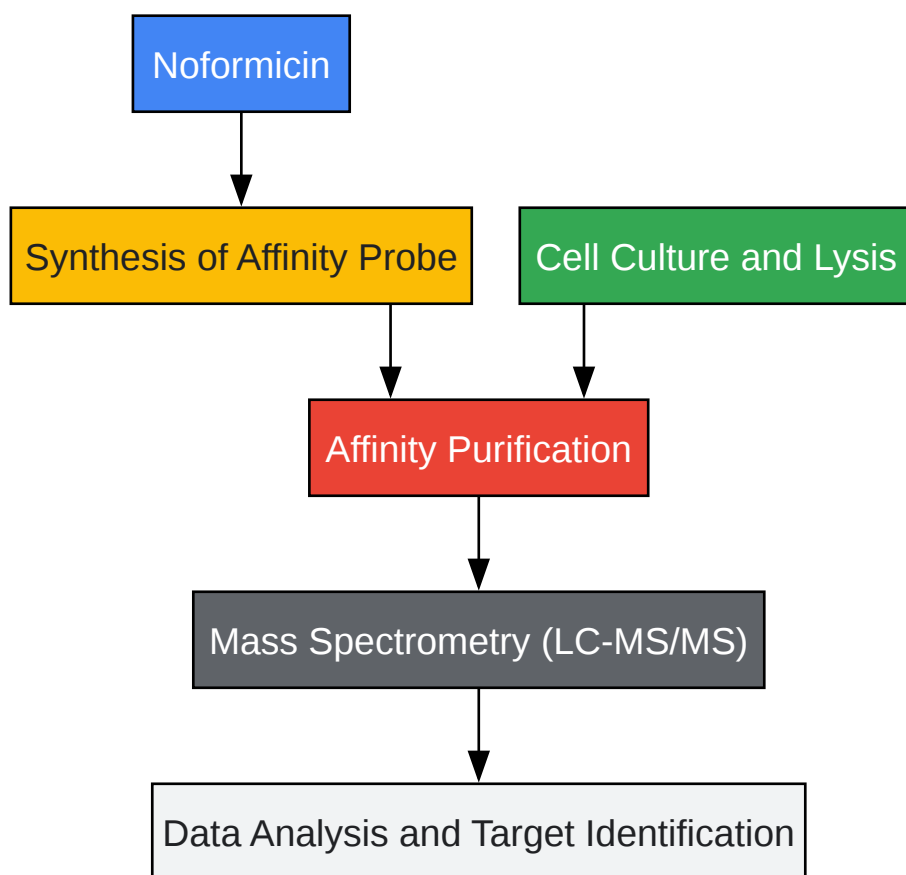 Noformicin
Synthesis of Affinity Probe
Cell Culture and Lysis
Affinity Purification
Mass Spectrometry (LC-MS/MS)
Data Analysis and Target Identification